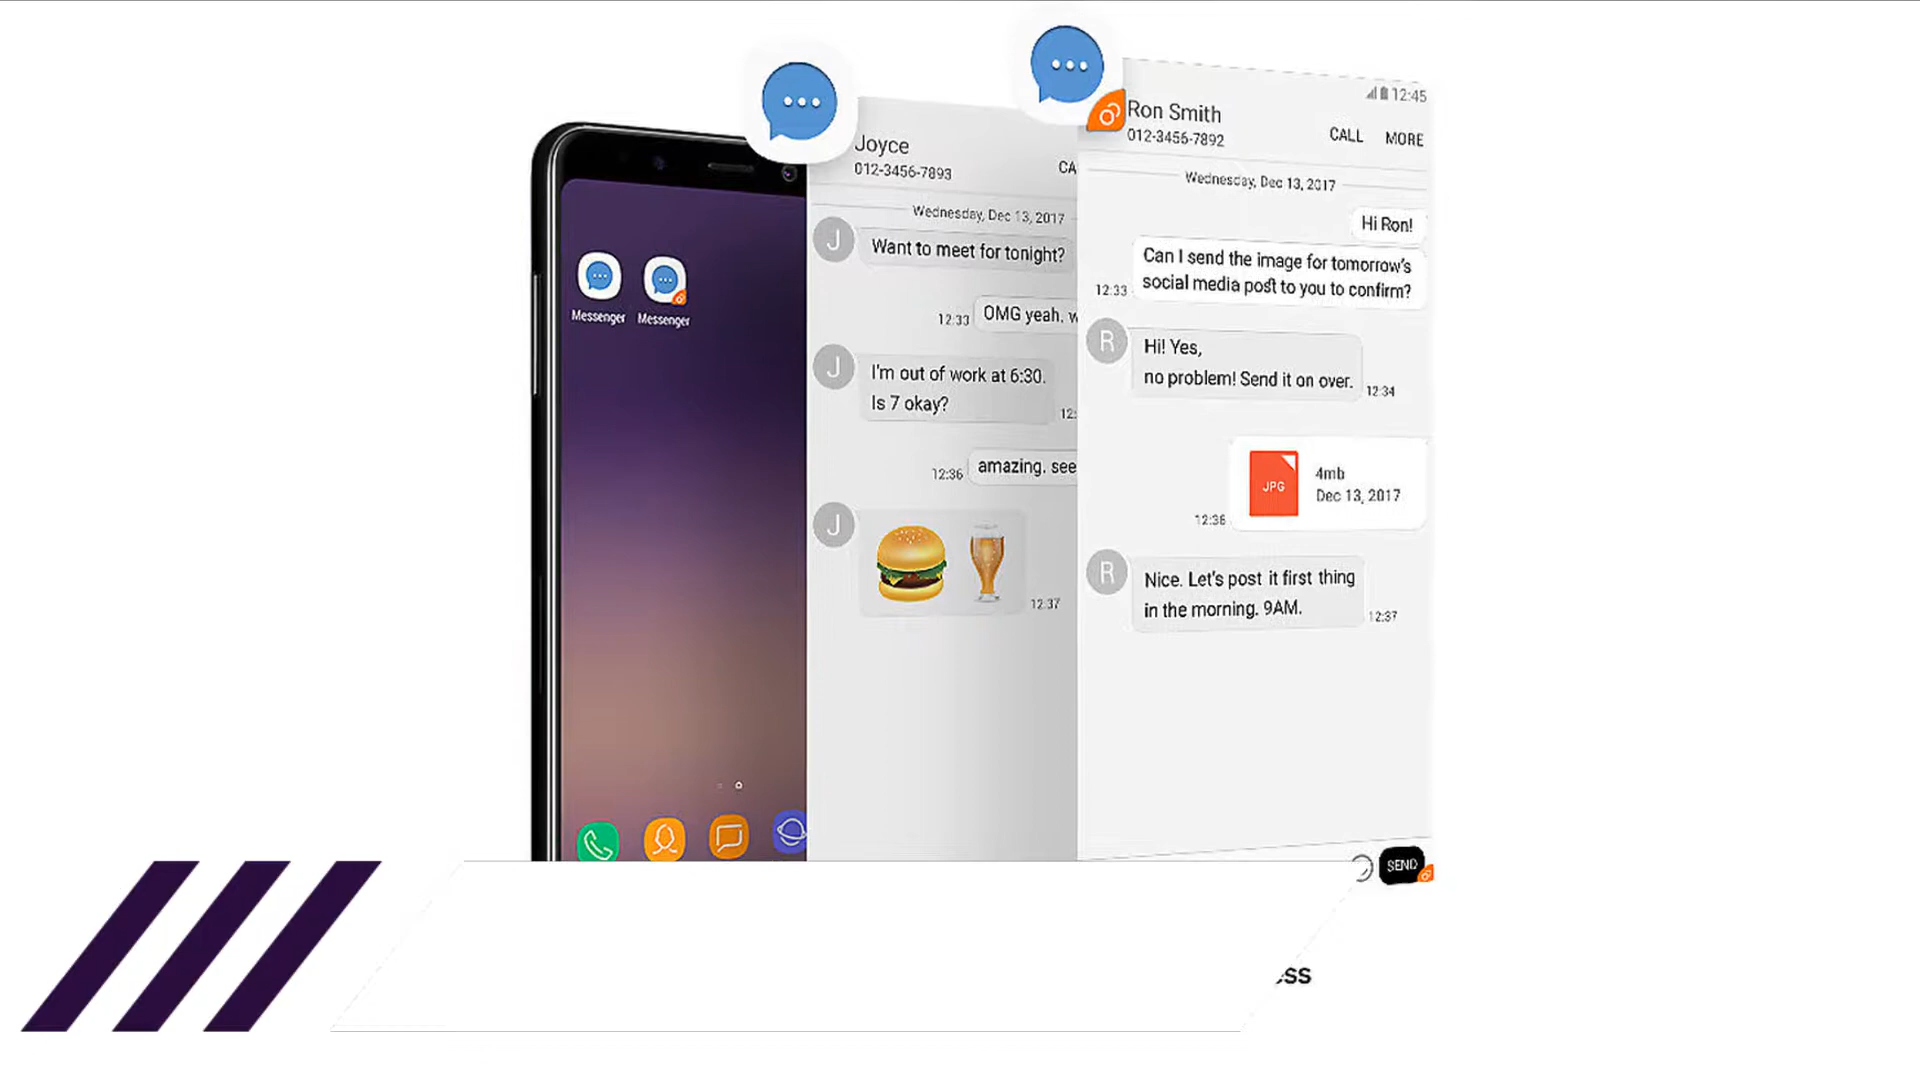 Messenger
Messenger
Joyce
012-3456-7893
Wednesday, Dec 13, 2017
J
Want to meet for tonight?
12:33
OMG yeah.
J
I'm out of work at 6:30.
Is 7 okay?
12:36
amazing. see
J
12:37
12:45
Ron Smith
012-3456-7892
CALL
MORE
Wednesday, Dec 13, 2017
Hi Ron!
Can I send the image for tomorrow's
social media post to you to confirm?
12:33
R
Hi! Yes,
no problem! Send it on over.
12:34
JPG
4mb
Dec 13, 2017
12:36
R
Nice. Let's post it first thing
in the morning. 9AM.
12:37
SEND